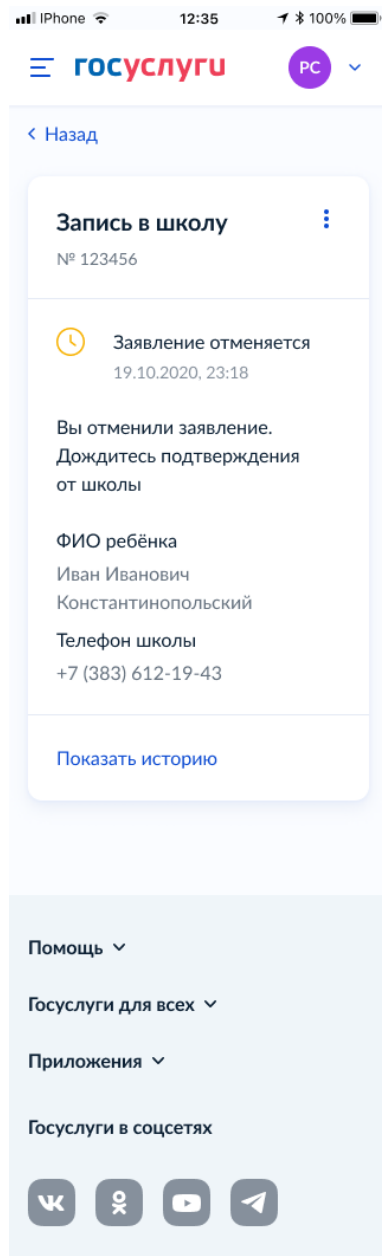 IPhone 12:35 100%
госуслуги РС
Назад
Запись в школу
№ 123456
Заявление отменяется
19.10.2020, 23:18
Вы отменили заявление.
Дождитесь подтверждения
от школы
ФИО ребёнка
Иван Иванович
Константинопольский
Телефон школы
+7 (383) 612-19-43
Показать историю
Помощь
Госуслуги для всех
Приложения
Госуслуги в соцсетях